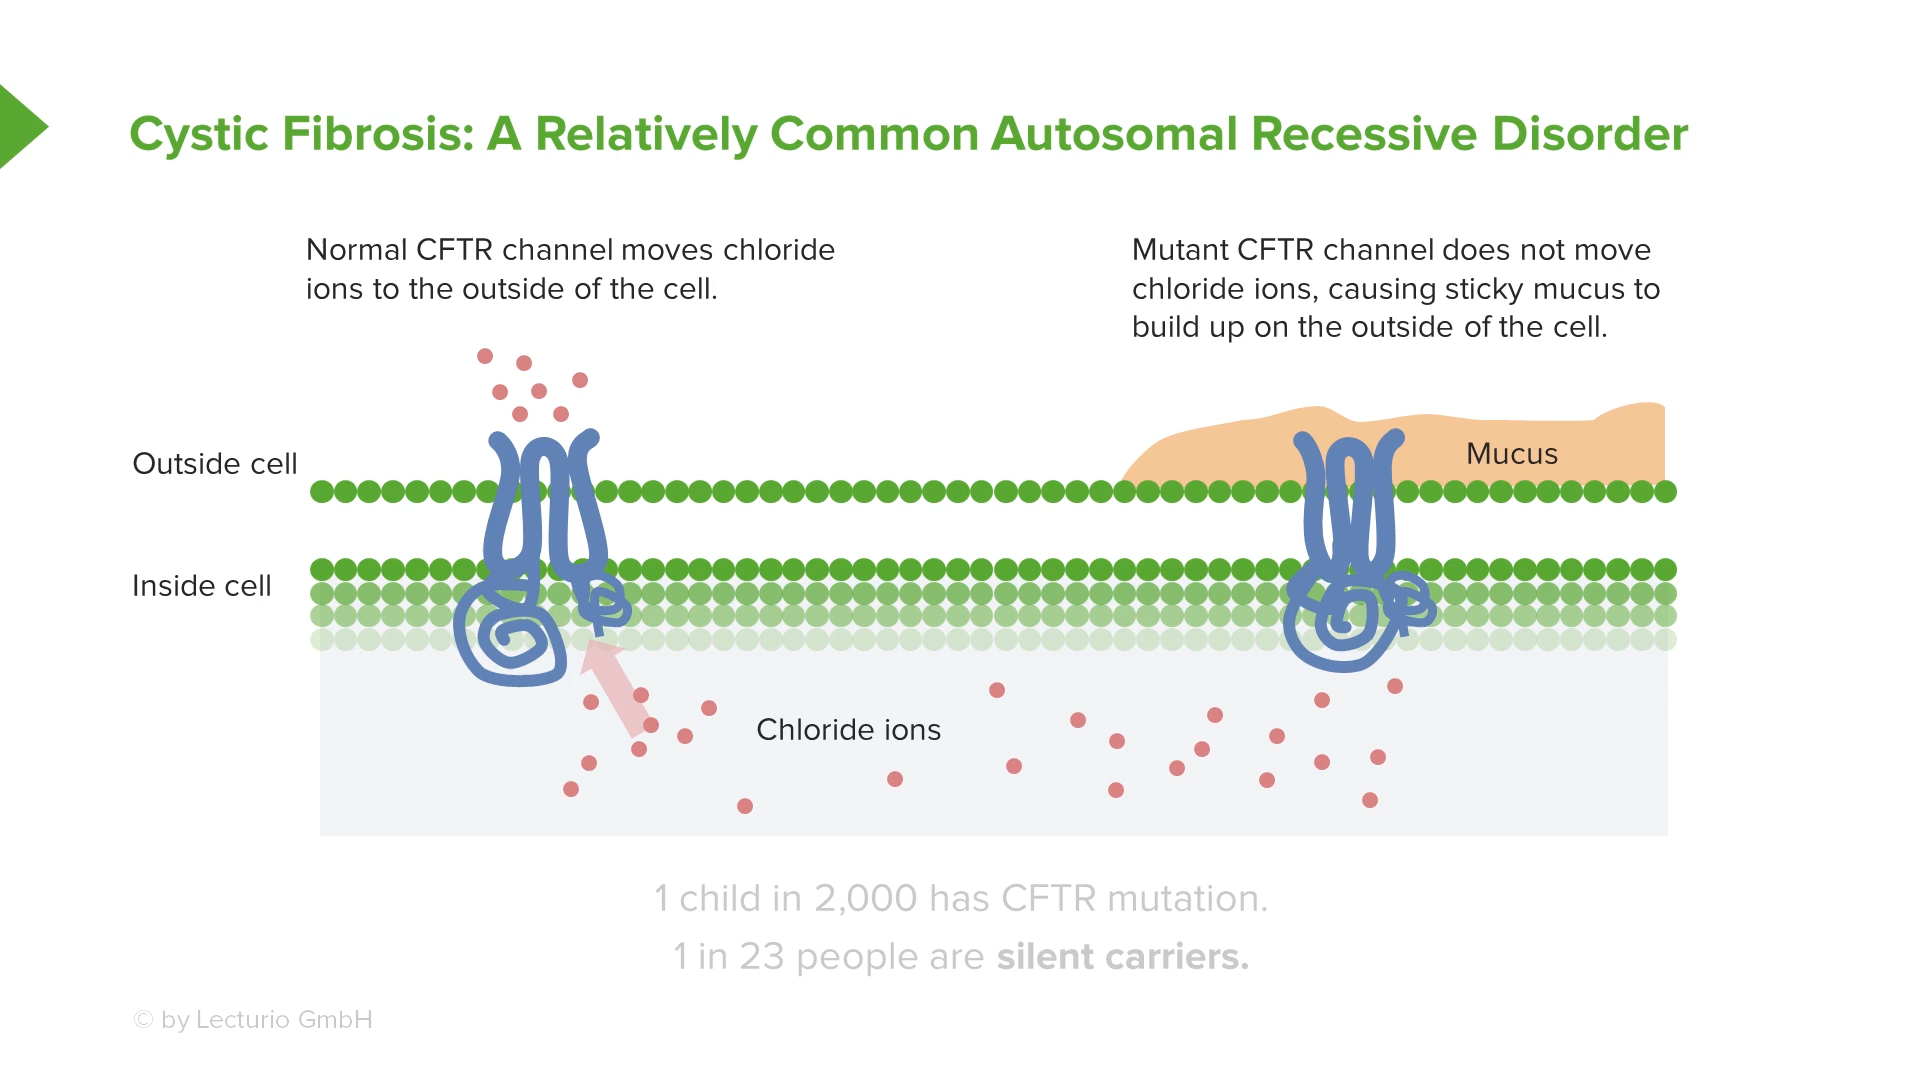 Cystic Fibrosis: A Relatively Common Autosomal Recessive Disorder
Normal CFTR channel moves chloride
ions to the outside of the cell.
Mutant CFTR channel does not move
chloride ions, causing sticky mucus to
build up on the outside of the cell.
Outside cell
Mucus
Inside cell
Chloride ions
1 child in 2,000 has CFTR mutation.
1 in 23 people are silent carriers.
© by Lecturio GmbH